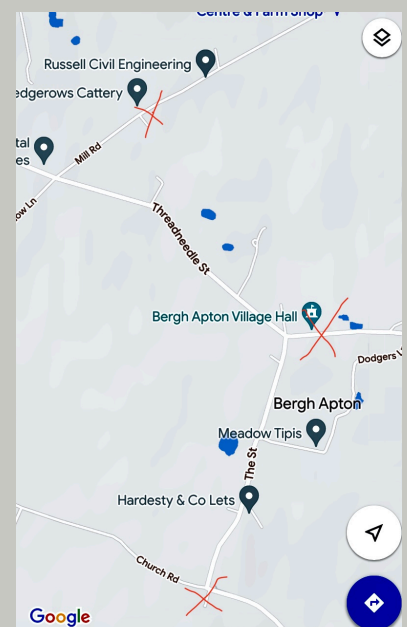 Centre & Farm Shop
Russell Civil Engineering
edgerows Cattery
tal
es
Mill Rd
ow Ln
Threadneedle St
Bergh Apton Village Hall
Dodgers L
Bergh Apton
Meadow Tipis
The St
Hardesty & Co Lets
Church Rd
Google